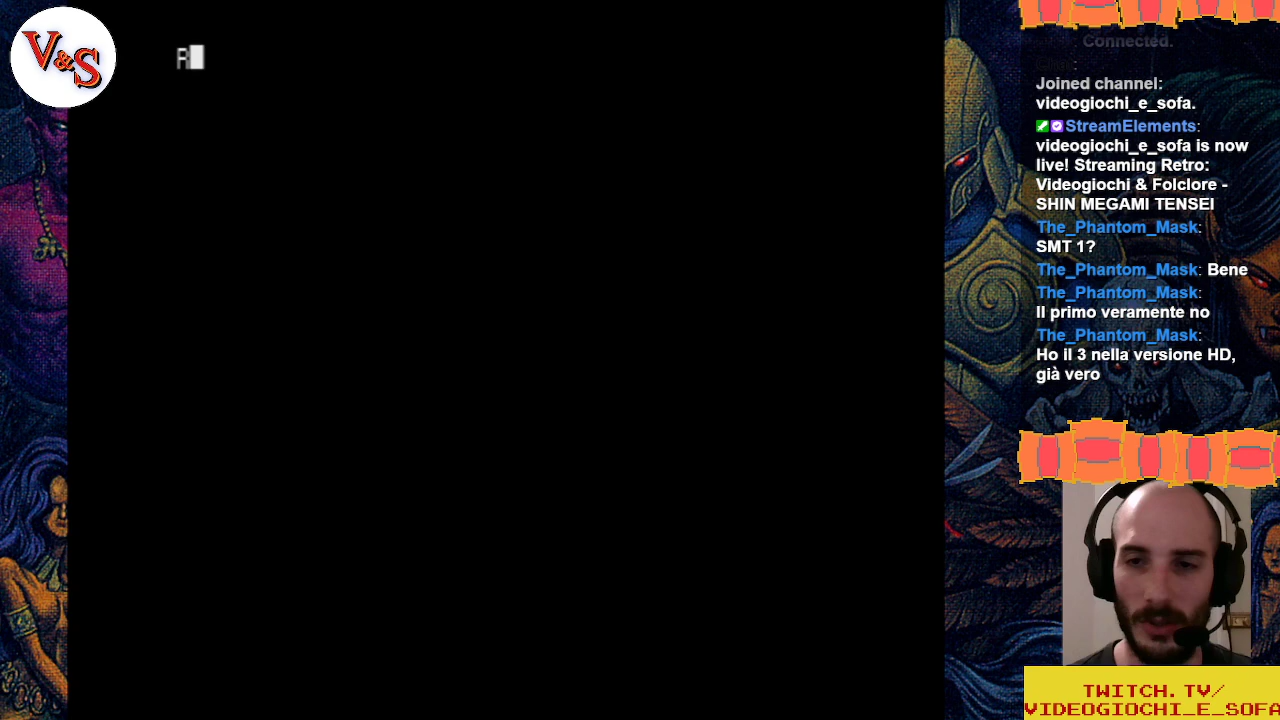 V&S
R
Connected.
Joined channel:
videogiochi_e_sofa.
StreamElements:
videogiochi_e_sofa is now
live! Streaming Retro:
Videogiochi & Folclore -
SHIN MEGAMI TENSEI
The_Phantom_Mask:
SMT 1?
The_Phantom_Mask: Bene
The_Phantom_Mask:
Il primo veramente no
The_Phantom_Mask:
Ho il 3 nella versione HD,
già vero
TWITCH.TV/
VIDEOGIOCHI_E_SOFA